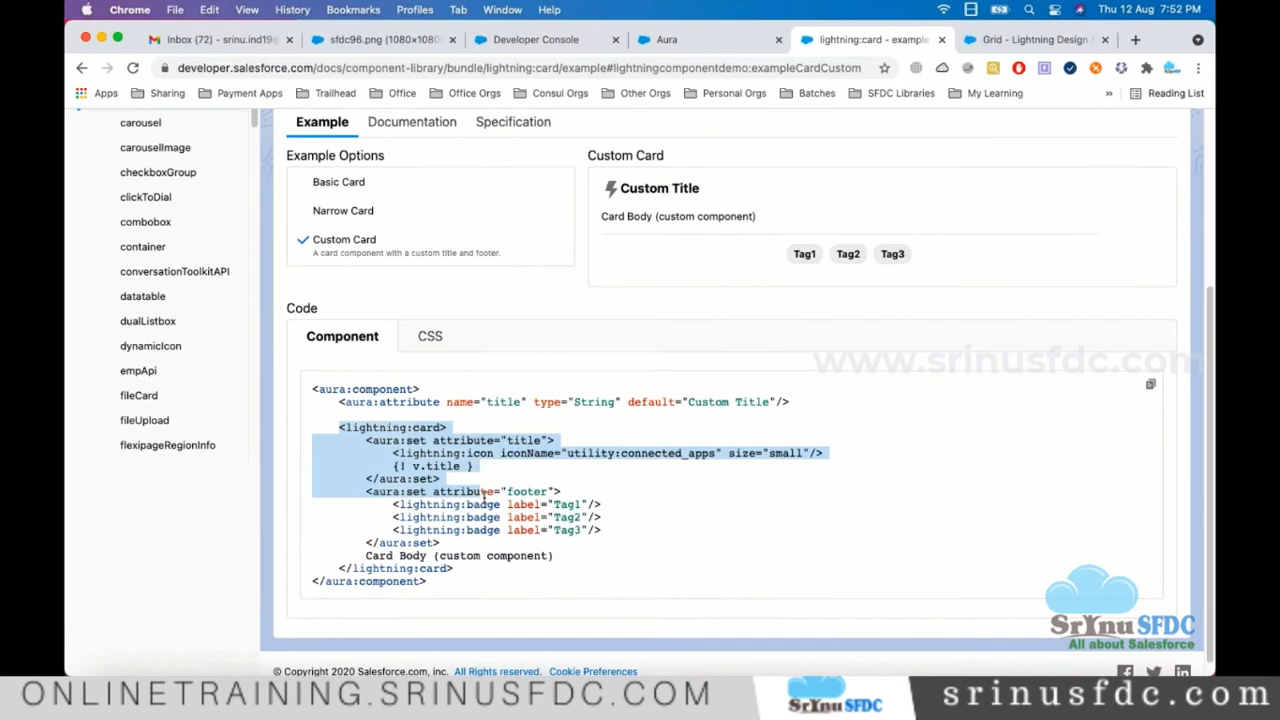 Chrome File Edit View History Bookmarks Profiles Tab Window Help Thu 12 Aug 7:52 PM
Inbox (72) - srinu.ind19 × sfdc96.png (1080×1080) × Developer Console × Aura × lightning:card - example × Grid - Lightning Design ×
developer.salesforce.com/docs/component-library/bundle/lightning:card/example#lightningcomponentdemo:exampleCardCustom
Apps Sharing Payment Apps Trailhead Office Office Orgs Consul Orgs Other Orgs Personal Orgs Batches SFDC Libraries My Learning » Reading List
carousel
carouselImage
checkboxGroup
clickToDial
combobox
container
conversationToolkitAPI
datatable
dualListbox
dynamicIcon
empApi
fileCard
fileUpload
flexipageRegionInfo
Example Documentation Specification
Example Options
Basic Card
Narrow Card
Custom Card
A card component with a custom title and footer.
Custom Card
Custom Title
Card Body (custom component)
Tag1 Tag2 Tag3
Code
Component CSS
www.srinusfdc.com
<aura:component>
<aura:attribute name="title" type="String" default="Custom Title"/>
<lightning:card>
<aura:set attribute="title">
<lightning:icon iconName="utility:connected_apps" size="small"/>
{! v.title }
</aura:set>
<aura:set attribute="footer">
<lightning:badge label="Tag1"/>
<lightning:badge label="Tag2"/>
<lightning:badge label="Tag3"/>
</aura:set>
Card Body (custom component)
</lightning:card>
</aura:component>
SrInu SFDC
All about Salesforce
© Copyright 2020 Salesforce.com, inc. All Rights reserved. Cookie Preferences
ONLINETRAINING.SRINUSFDC.COM
SrInu SFDC
srinusfdc.com